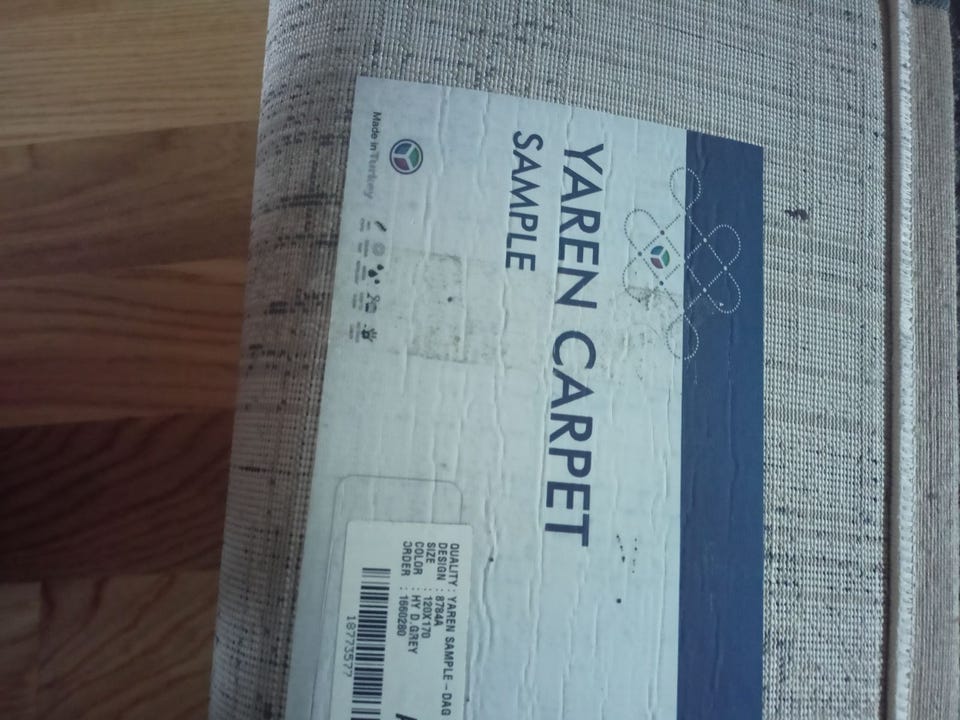 YAREN CARPET
SAMPLE
Made in Turkey
QUALITY : YAREN SAMPLE - DAG
DESIGN : 8784A
SIZE : 120X170
COLOR : HY D.GREY
ORDER : 1660280
18773577